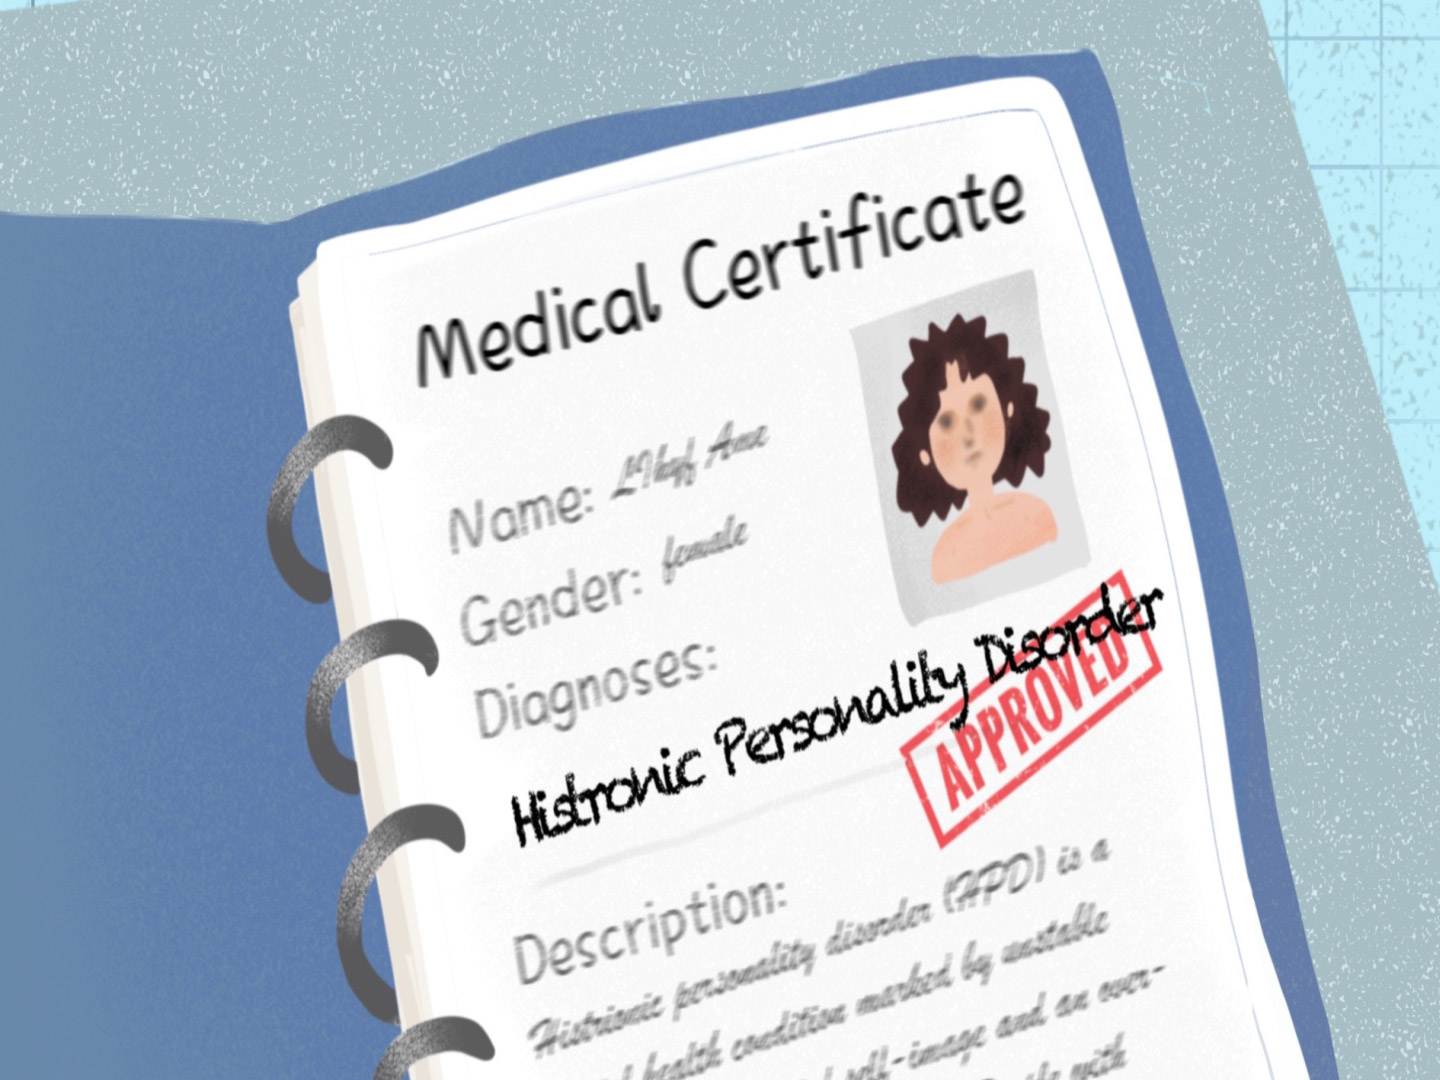 Medical Certificate
Name:
Gender: female
Diagnoses:
Histronic Personality Disorder
APPROVED
Description:
Histrionic personality disorder (HPD) is a
health condition marked by unstable
self-image and an over-
with